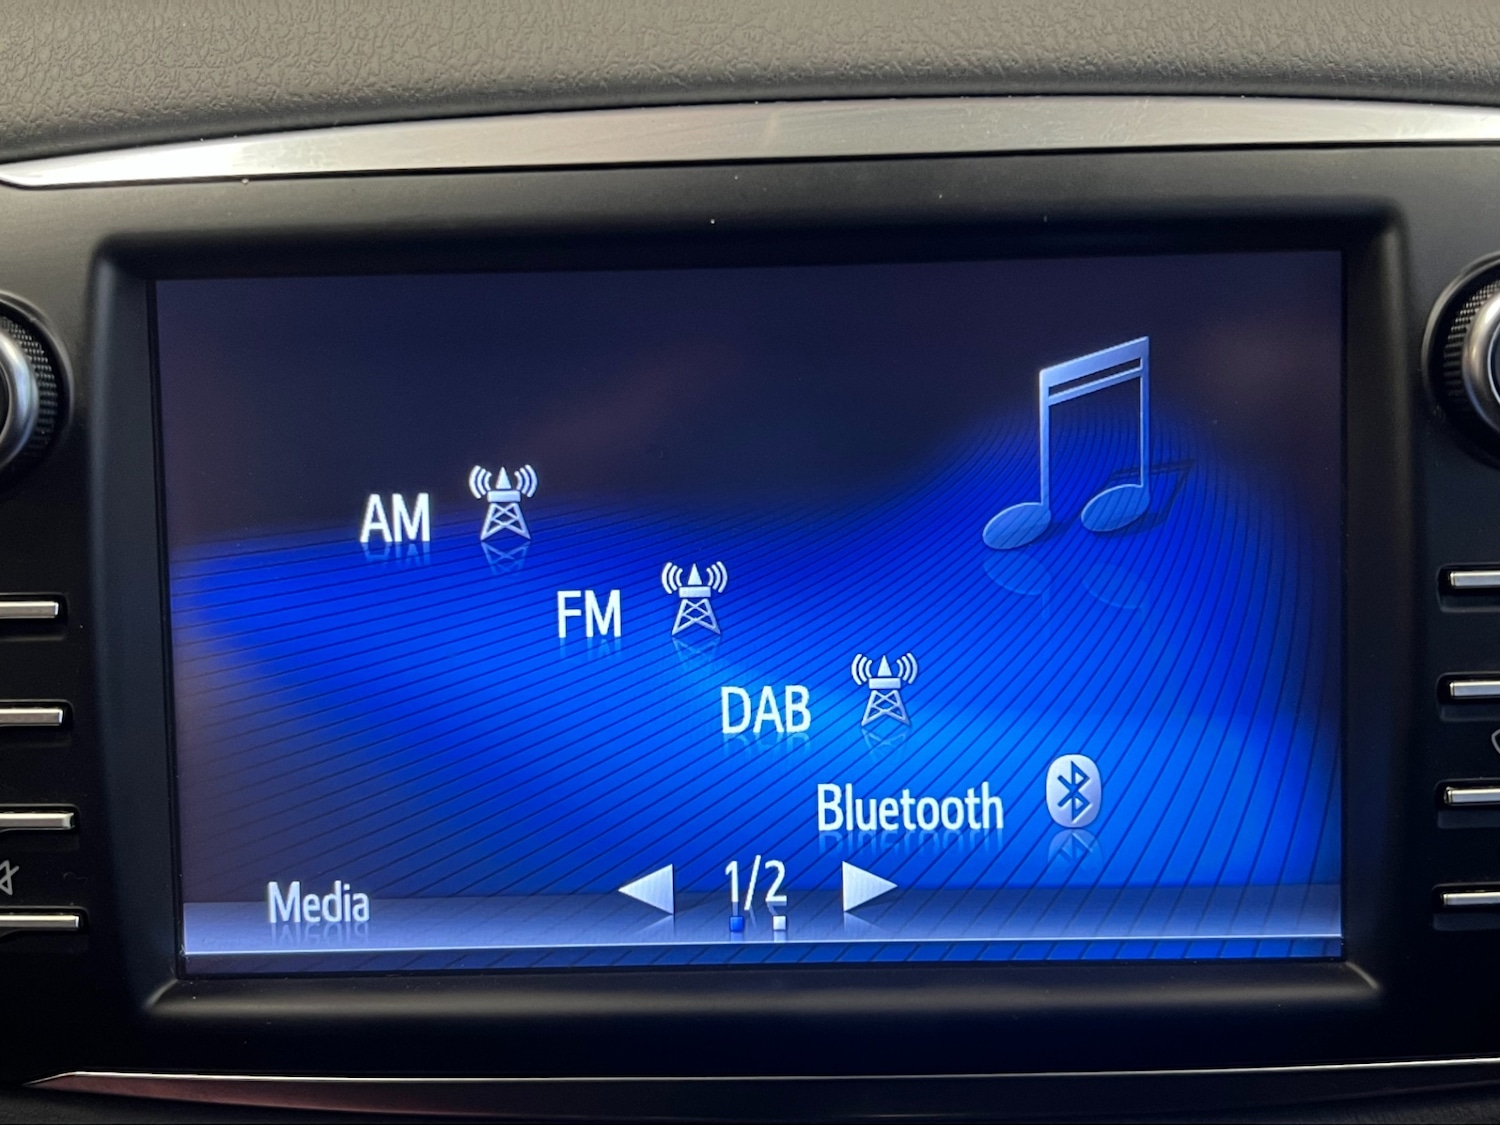 AM
FM
DAB
Bluetooth
Media
1/2